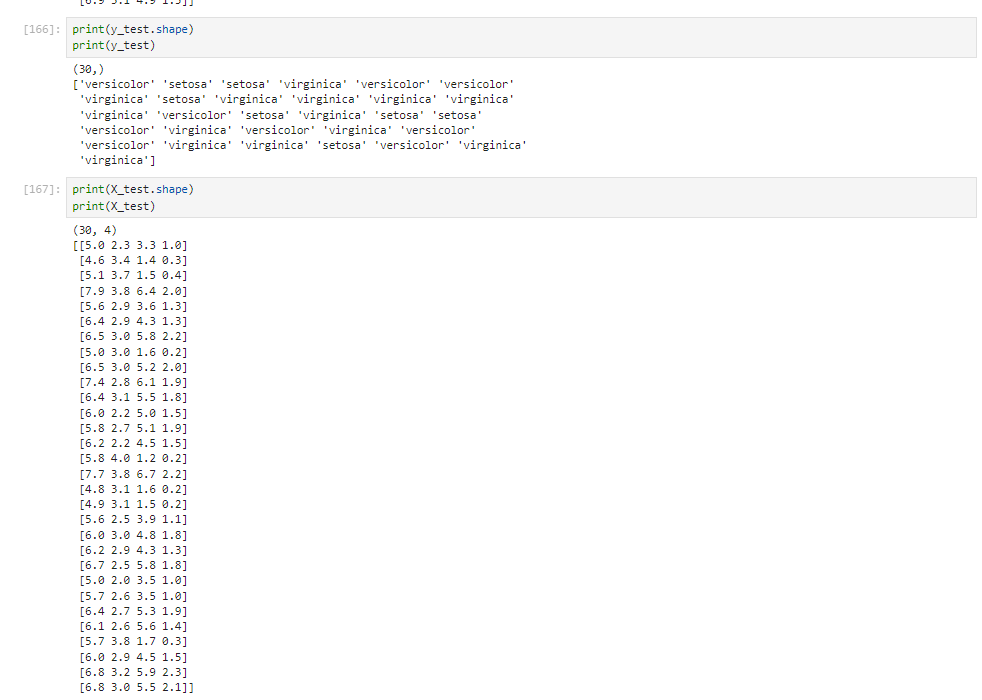 [6.9 3.1 4.9 1.5]]
[166]: print(y_test.shape)
print(y_test)
(30,)
['versicolor' 'setosa' 'setosa' 'virginica' 'versicolor' 'versicolor'
'virginica' 'setosa' 'virginica' 'virginica' 'virginica' 'virginica'
'virginica' 'versicolor' 'setosa' 'virginica' 'setosa' 'setosa'
'versicolor' 'virginica' 'versicolor' 'virginica' 'versicolor'
'versicolor' 'virginica' 'virginica' 'setosa' 'versicolor' 'virginica'
'virginica']
[167]: print(X_test.shape)
print(X_test)
(30, 4)
[[5.0 2.3 3.3 1.0]
[4.6 3.4 1.4 0.3]
[5.1 3.7 1.5 0.4]
[7.9 3.8 6.4 2.0]
[5.6 2.9 3.6 1.3]
[6.4 2.9 4.3 1.3]
[6.5 3.0 5.8 2.2]
[5.0 3.0 1.6 0.2]
[6.5 3.0 5.2 2.0]
[7.4 2.8 6.1 1.9]
[6.4 3.1 5.5 1.8]
[6.0 2.2 5.0 1.5]
[5.8 2.7 5.1 1.9]
[6.2 2.2 4.5 1.5]
[5.8 4.0 1.2 0.2]
[7.7 3.8 6.7 2.2]
[4.8 3.1 1.6 0.2]
[4.9 3.1 1.5 0.2]
[5.6 2.5 3.9 1.1]
[6.0 3.0 4.8 1.8]
[6.2 2.9 4.3 1.3]
[6.7 2.5 5.8 1.8]
[5.0 2.0 3.5 1.0]
[5.7 2.6 3.5 1.0]
[6.4 2.7 5.3 1.9]
[6.1 2.6 5.6 1.4]
[5.7 3.8 1.7 0.3]
[6.0 2.9 4.5 1.5]
[6.8 3.2 5.9 2.3]
[6.8 3.0 5.5 2.1]]